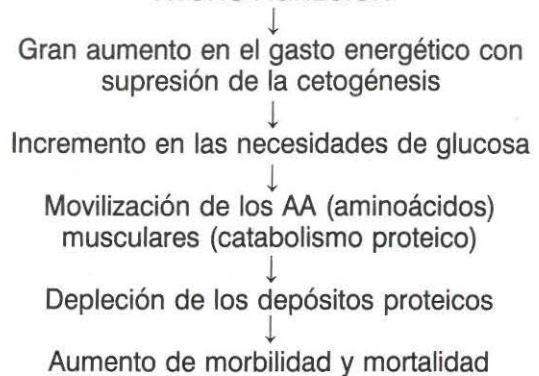 ↓
Gran aumento en el gasto energético con
supresión de la cetogénesis
↓
Incremento en las necesidades de glucosa
↓
Movilización de los AA (aminoácidos)
musculares (catabolismo proteico)
↓
Depleción de los depósitos proteicos
↓
Aumento de morbilidad y mortalidad